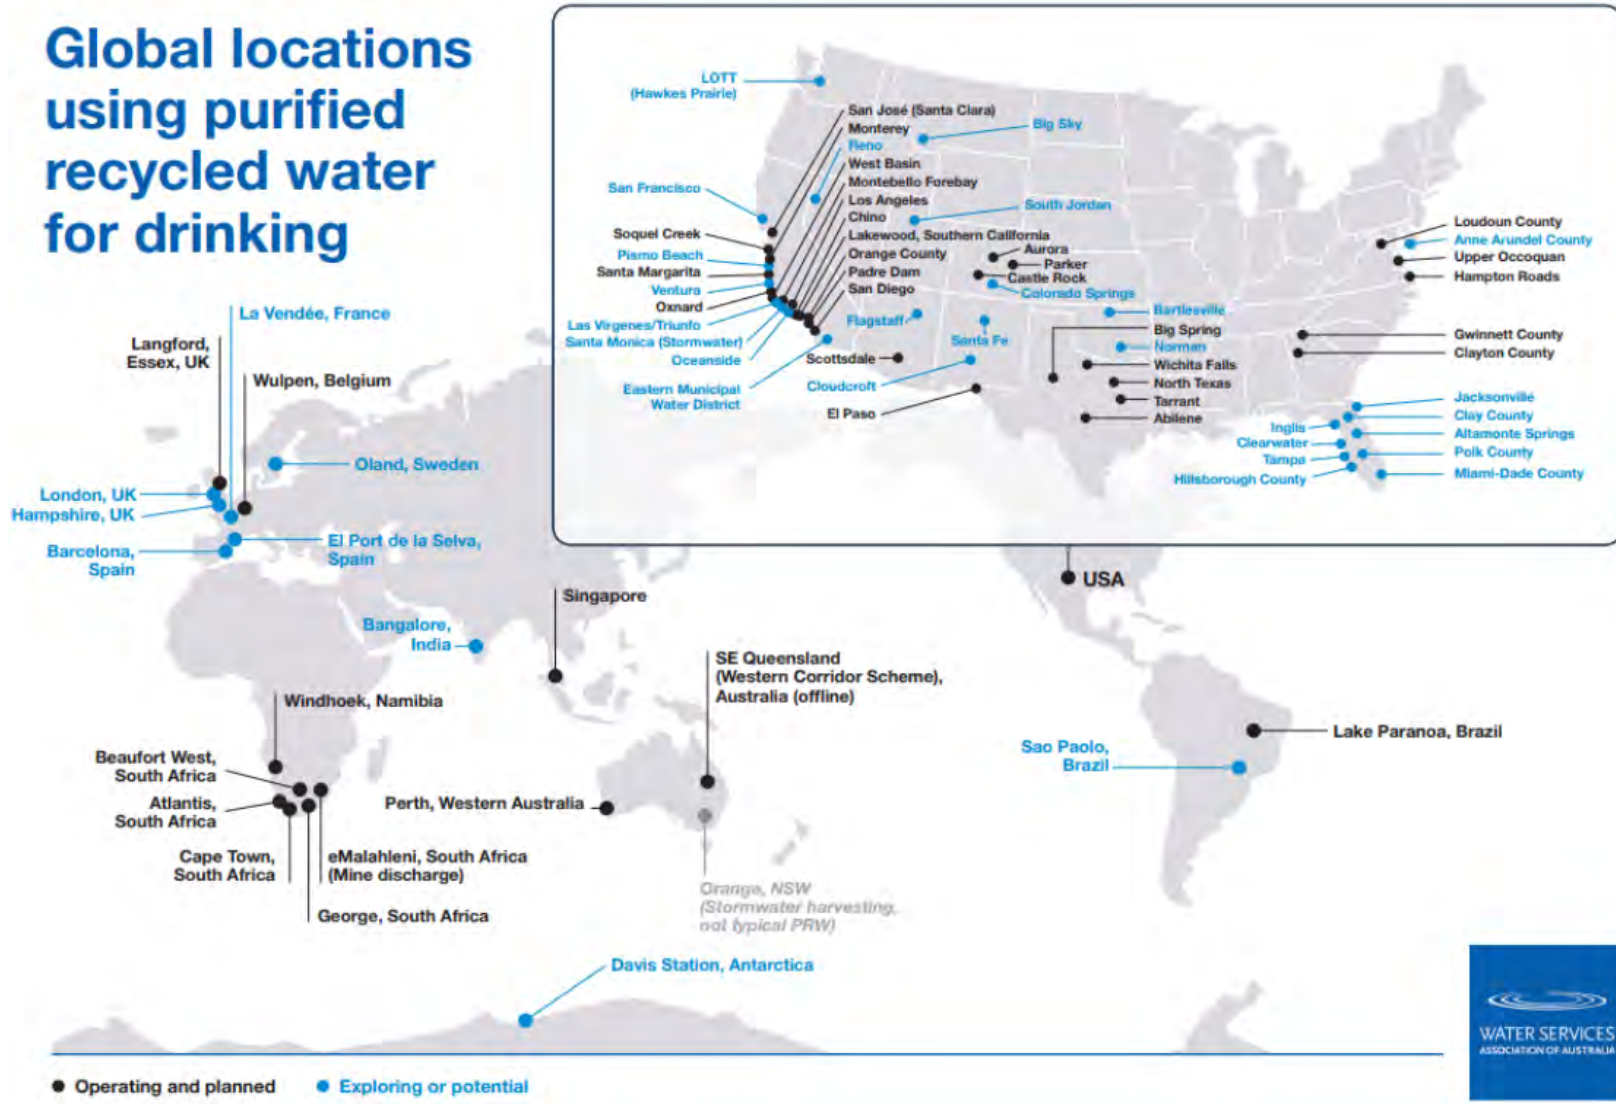 Global locations
using purified
recycled water
for drinking
LOTT
(Hawkes Prairie)
San José (Santa Clara)
Monterey
Reno
West Basin
Montebello Forebay
Los Angeles
Chino
Lakewood, Southern California
Orange County
Padre Dam
San Diego
Big Sky
San Francisco
South Jordan
Soquel Creek
Pismo Beach
Santa Margarita
Ventura
Oxnard
Las Virgenes/Triunfo
Santa Monica (Stormwater)
Oceanside
Eastern Municipal
Water District
Aurora
Parker
Castle Rock
Colorado Springs
Flagstaff
Santa Fe
Scottsdale
Cloudcroft
El Paso
Bartlesville
Big Spring
Norman
Wichita Falls
North Texas
Tarrant
Abilene
Loudoun County
Anne Arundel County
Upper Occoquan
Hampton Roads
Gwinnett County
Clayton County
Jacksonville
Clay County
Altamonte Springs
Polk County
Miami-Dade County
Inglis
Clearwater
Tampa
Hillsborough County
La Vendée, France
Langford,
Essex, UK
Wulpen, Belgium
Oland, Sweden
London, UK
Hampshire, UK
Barcelona,
Spain
El Port de la Selva,
Spain
USA
Singapore
Bangalore,
India
SE Queensland
(Western Corridor Scheme),
Australia (offline)
Windhoek, Namibia
Beaufort West,
South Africa
Atlantis,
South Africa
Perth, Western Australia
Cape Town,
South Africa
eMalahleni, South Africa
(Mine discharge)
George, South Africa
Orange, NSW
(Stormwater harvesting,
not typical PRW)
Sao Paolo,
Brazil
Lake Paranoa, Brazil
Davis Station, Antarctica
WATER SERVICES
ASSOCIATION OF AUSTRALIA
Operating and planned
Exploring or potential